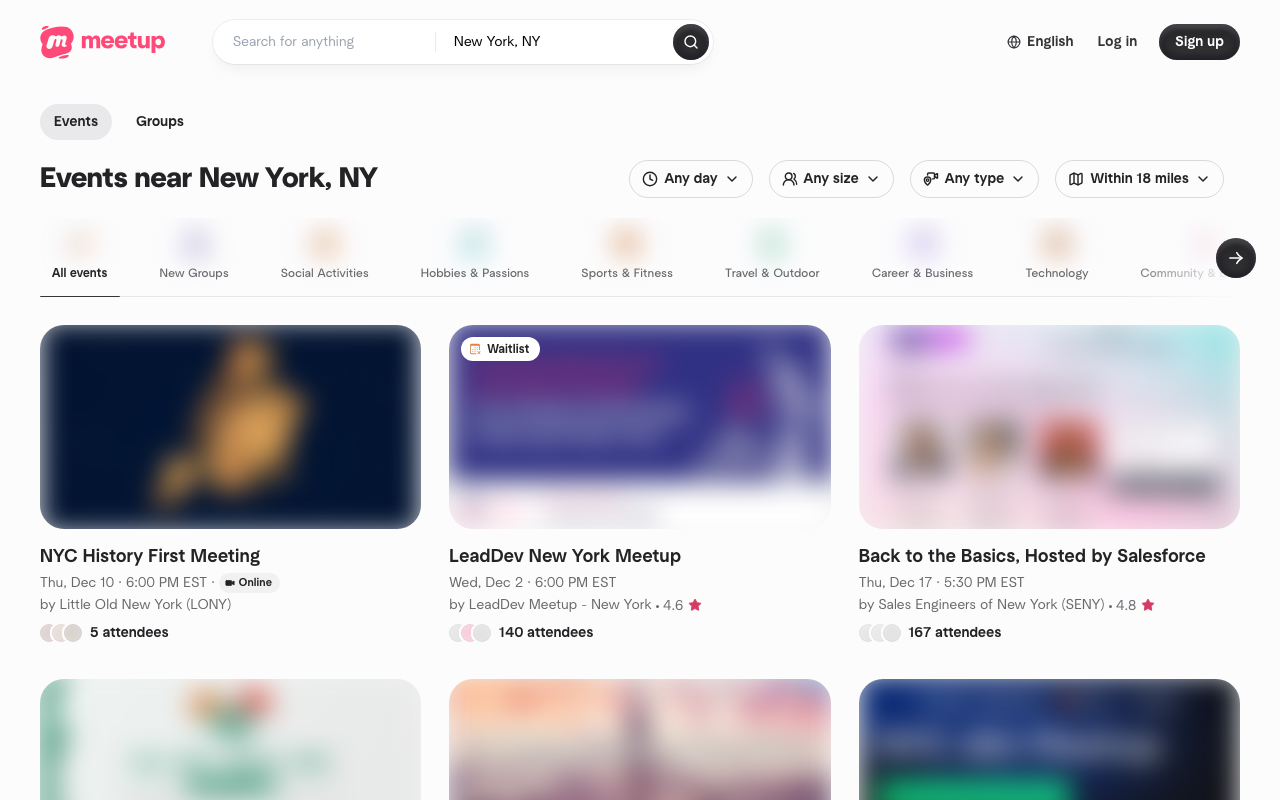 meetup
Search for anything
New York, NY
English
Log in
Sign up
Events
Groups
Events near New York, NY
Any day
Any size
Any type
Within 18 miles
All events
New Groups
Social Activities
Hobbies & Passions
Sports & Fitness
Travel & Outdoor
Career & Business
Technology
Community &
Waitlist
NYC History First Meeting
Thu, Dec 10 · 6:00 PM EST · Online
by Little Old New York (LONY)
5 attendees
LeadDev New York Meetup
Wed, Dec 2 · 6:00 PM EST
by LeadDev Meetup - New York • 4.6
140 attendees
Back to the Basics, Hosted by Salesforce
Thu, Dec 17 · 5:30 PM EST
by Sales Engineers of New York (SENY) • 4.8
167 attendees